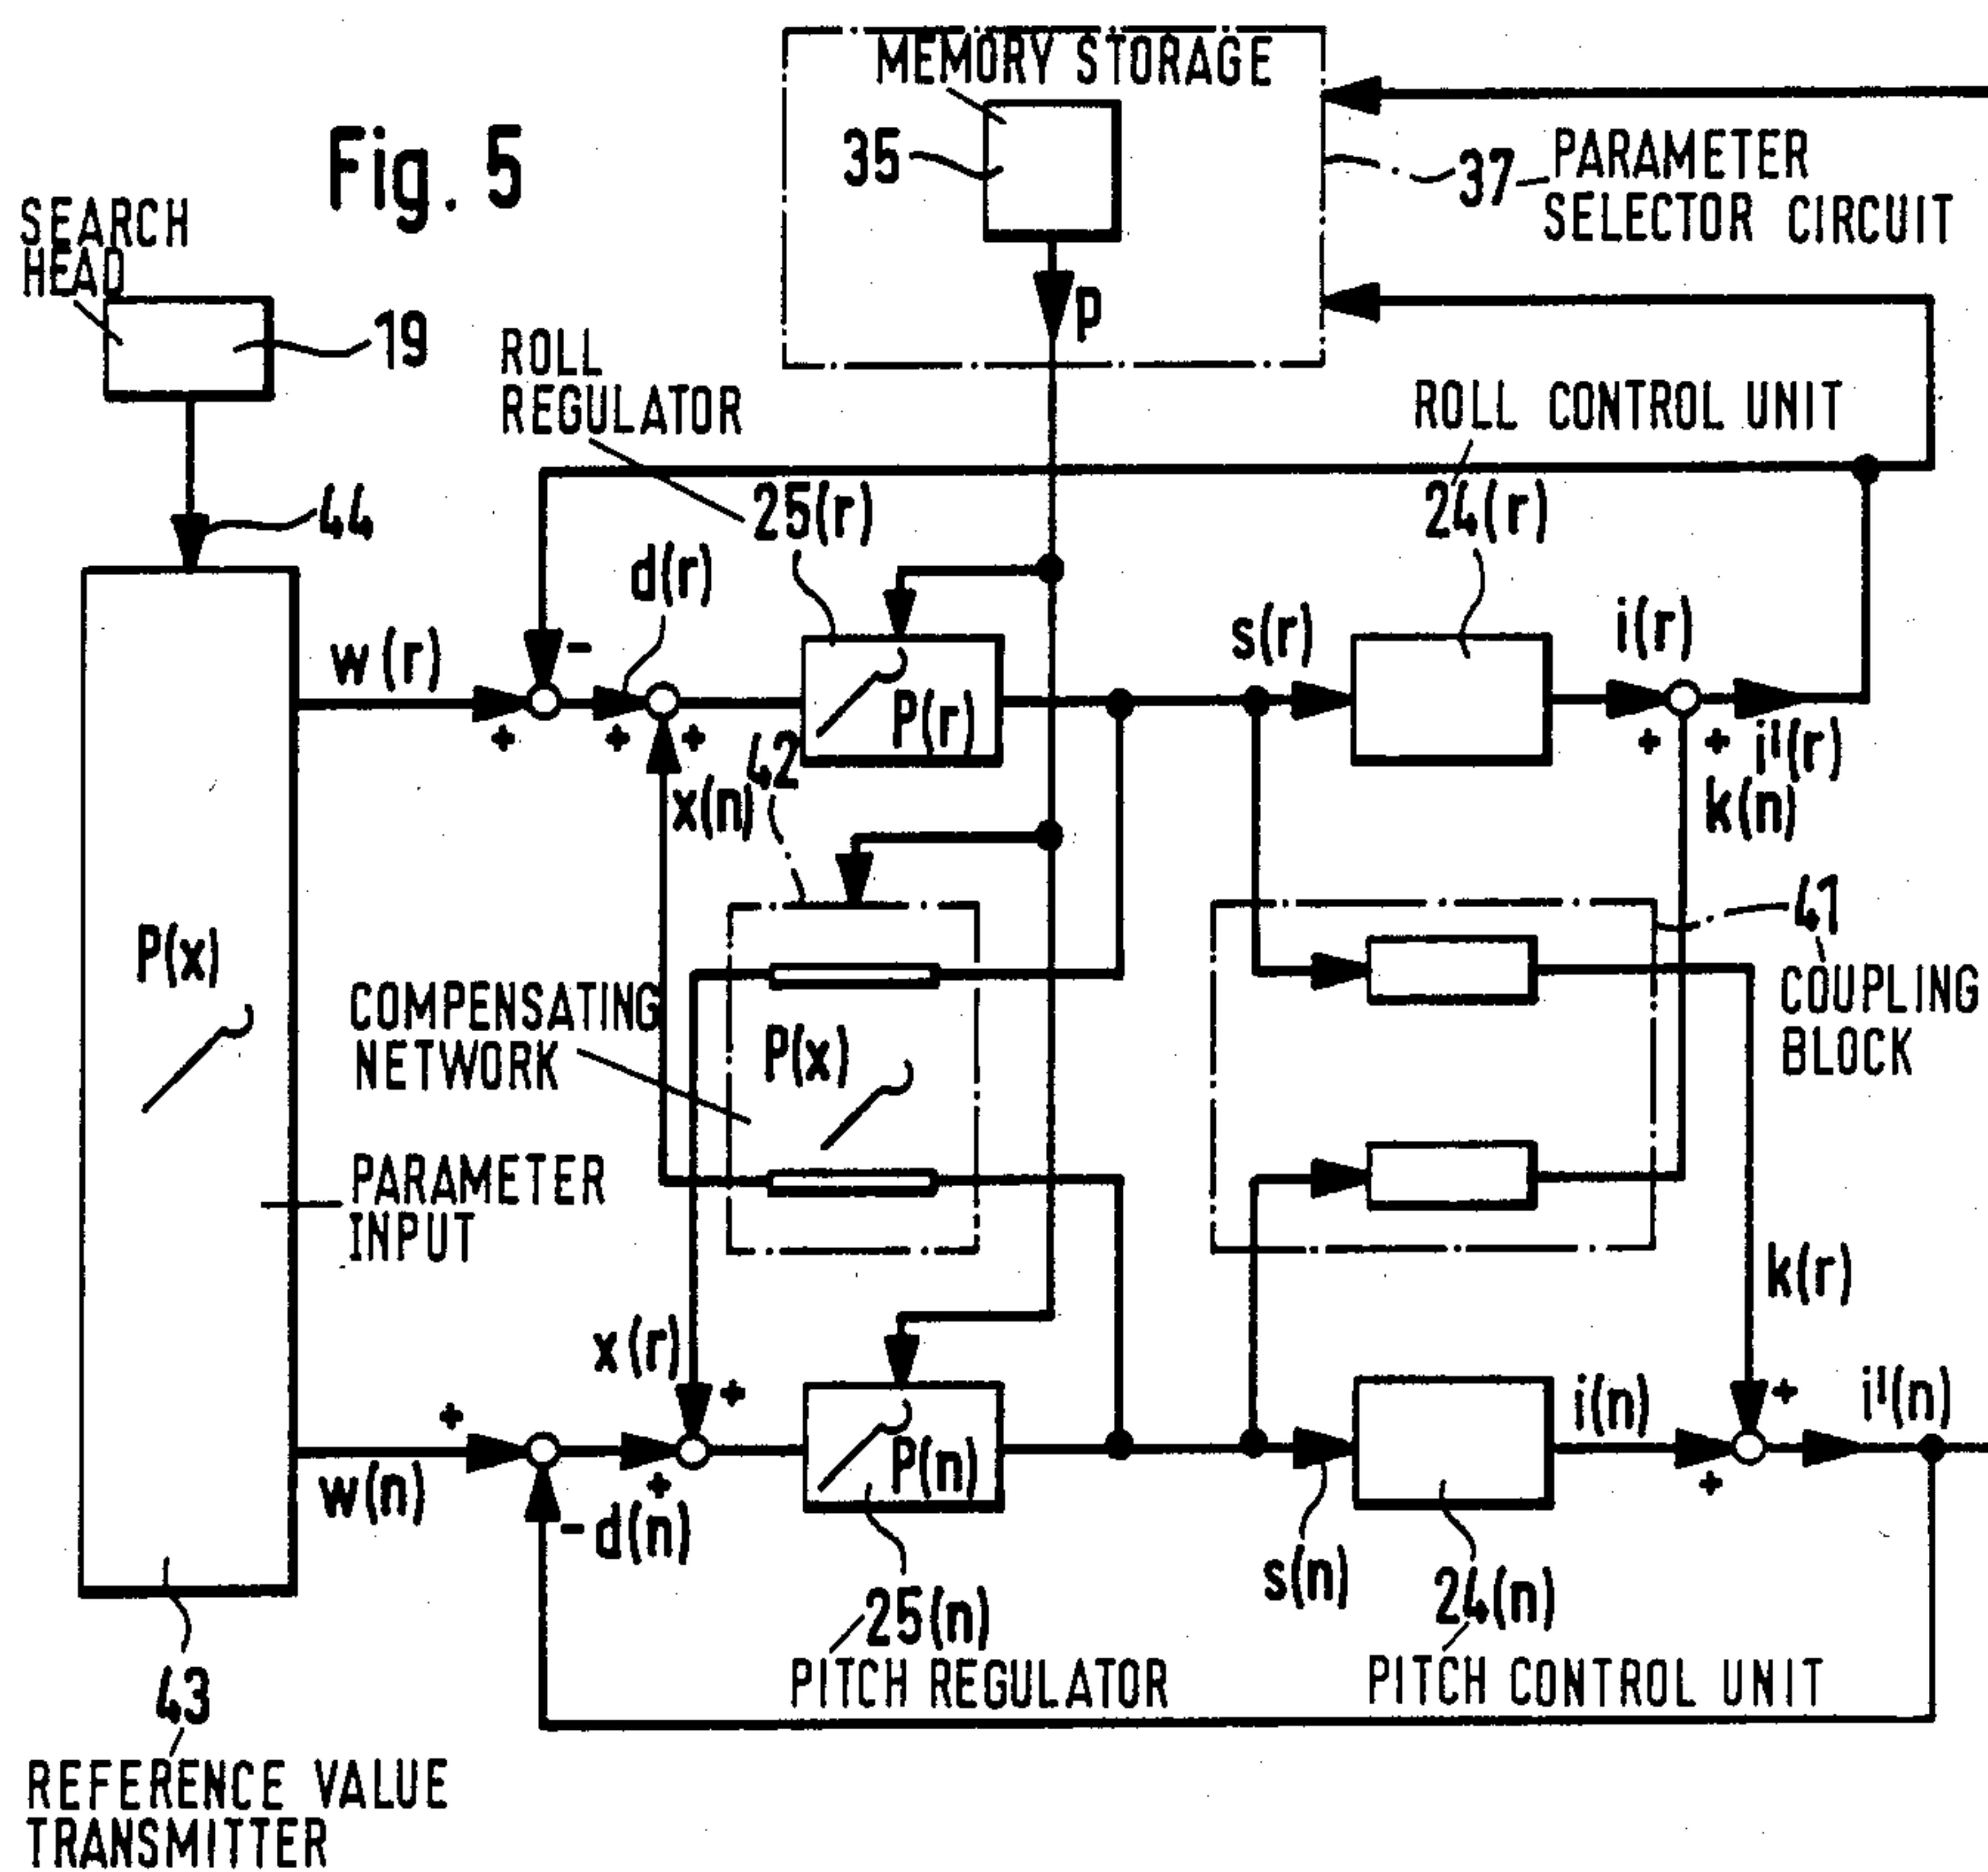 Fig. 5
MEMORY STORAGE
35
P
37
PARAMETER
SELECTOR CIRCUIT
SEARCH
HEAD
19
44
ROLL
REGULATOR
25(r)
ROLL CONTROL UNIT
24(r)
d(r)
w(r)
-
+
+
+
x(n)
P(r)
s(r)
i(r)
+
+
i'(r)
k(n)
42
41
COUPLING
BLOCK
P(x)
COMPENSATING
NETWORK
P(x)
PARAMETER
INPUT
k(r)
x(r)
+
+
w(n)
+
-d(n)
P(n)
s(n)
i(n)
+
+
i'(n)
25(n)
PITCH REGULATOR
24(n)
PITCH CONTROL UNIT
43
REFERENCE VALUE
TRANSMITTER